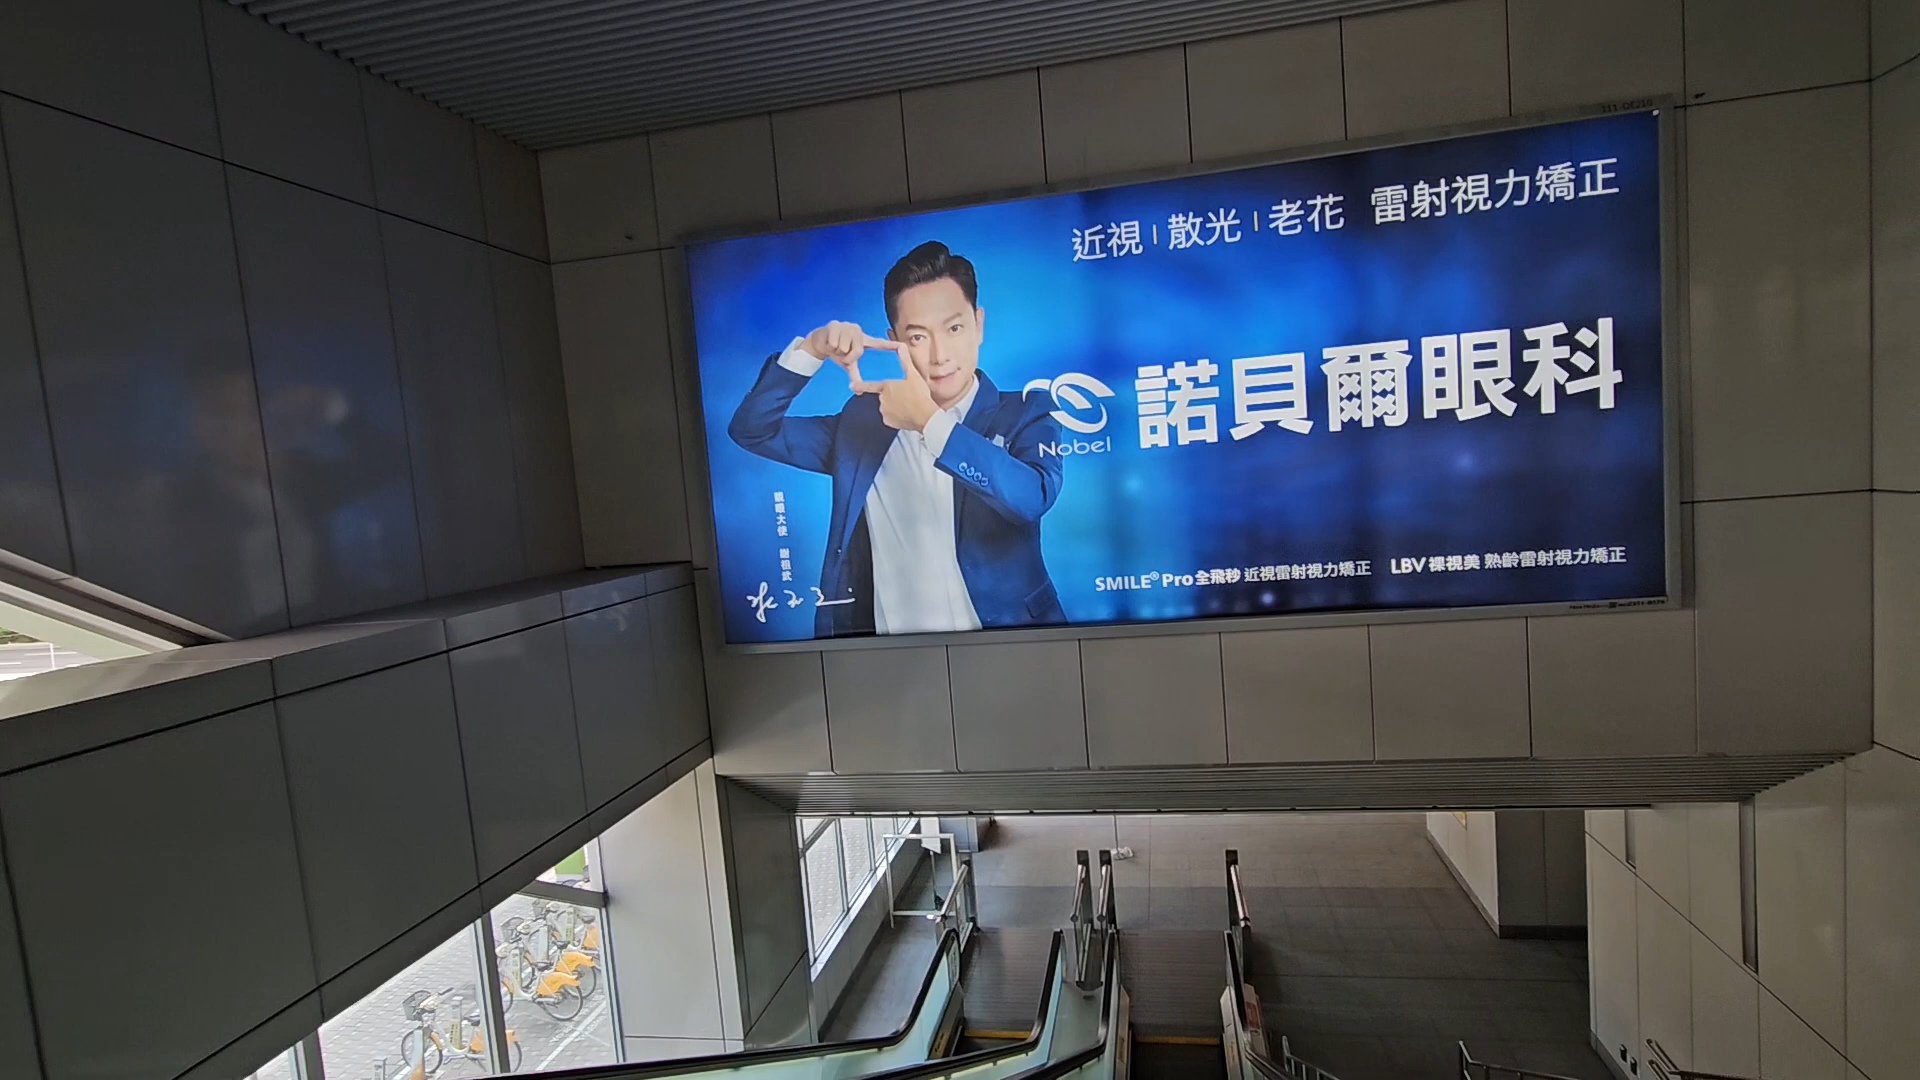 近視 | 散光 | 老花 雷射視力矯正
Nobel
諾貝爾眼科
大使 謝祖武
SMILE® Pro 全飛秒 近視雷射視力矯正 LBV 裸視美 熟齡雷射視力矯正